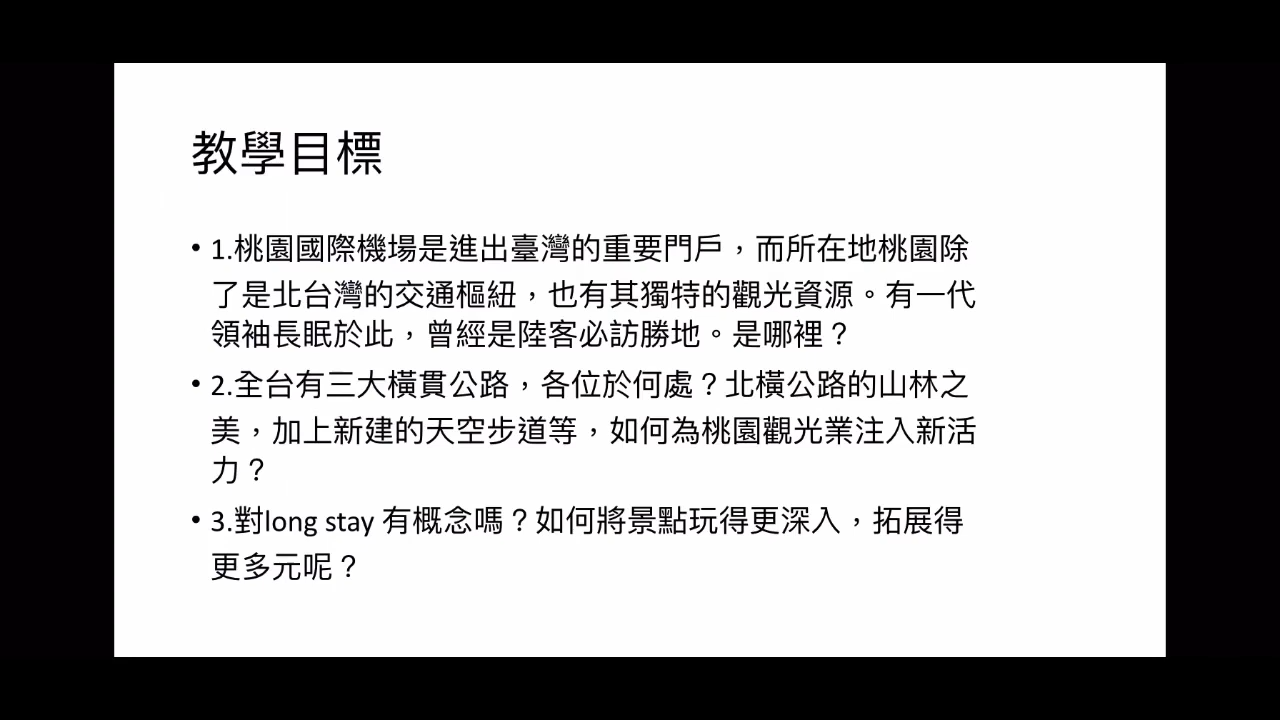 教學目標
• 1.桃園國際機場是進出臺灣的重要門戶，而所在地桃園除
了是北台灣的交通樞紐，也有其獨特的觀光資源。有一代
領袖長眠於此，曾經是陸客必訪勝地。是哪裡？
• 2.全台有三大橫貫公路，各位於何處？北橫公路的山林之
美，加上新建的天空步道等，如何為桃園觀光業注入新活
力？
• 3.對long stay 有概念嗎？如何將景點玩得更深入，拓展得
更多元呢？